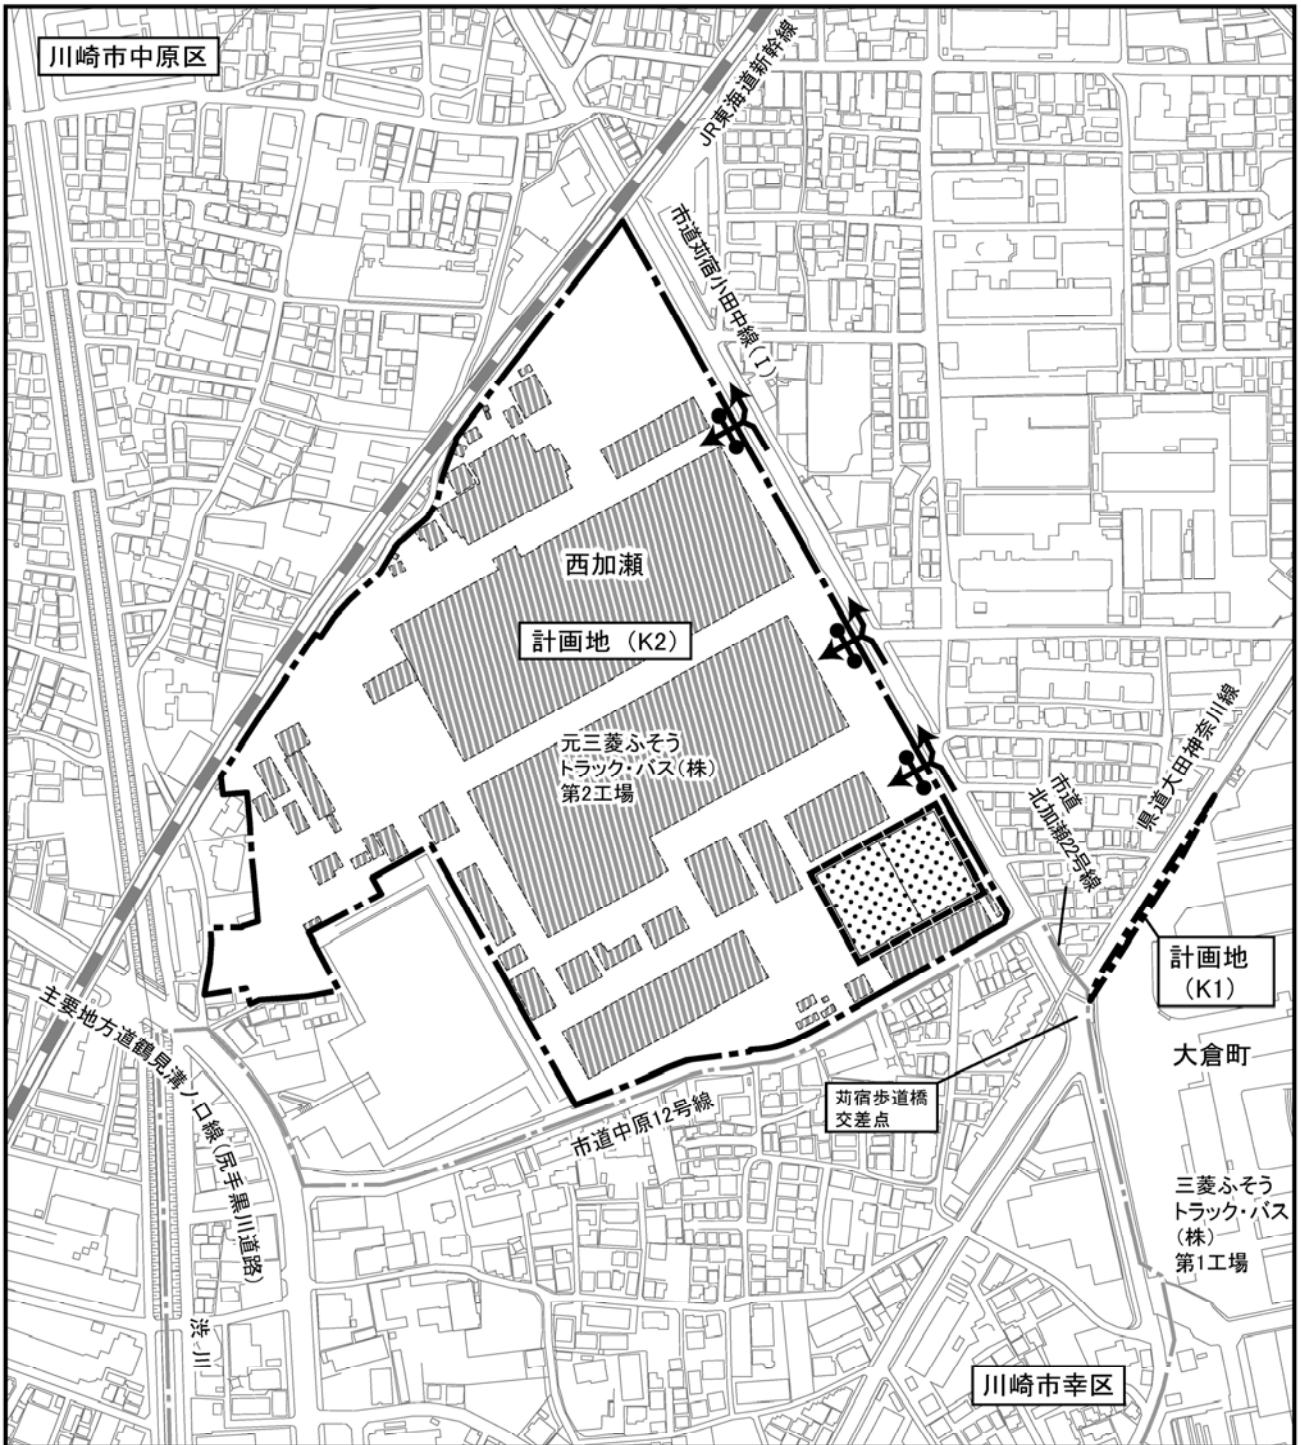 川崎市中原区
JR東海道新幹線
市道苅宿小田中線(Ⅰ)
西加瀬
計画地 (K2)
元三菱ふそう
トラック・バス(株)
第2工場
県道大田神奈川線
市道
北加瀬22号線
計画地
(K1)
主要地方道鶴見溝ノ口線(尻手黒川道路)
大倉町
苅宿歩道橋
交差点
市道中原12号線
三菱ふそう
トラック・バス
(株)
第1工場
渋川
川崎市幸区